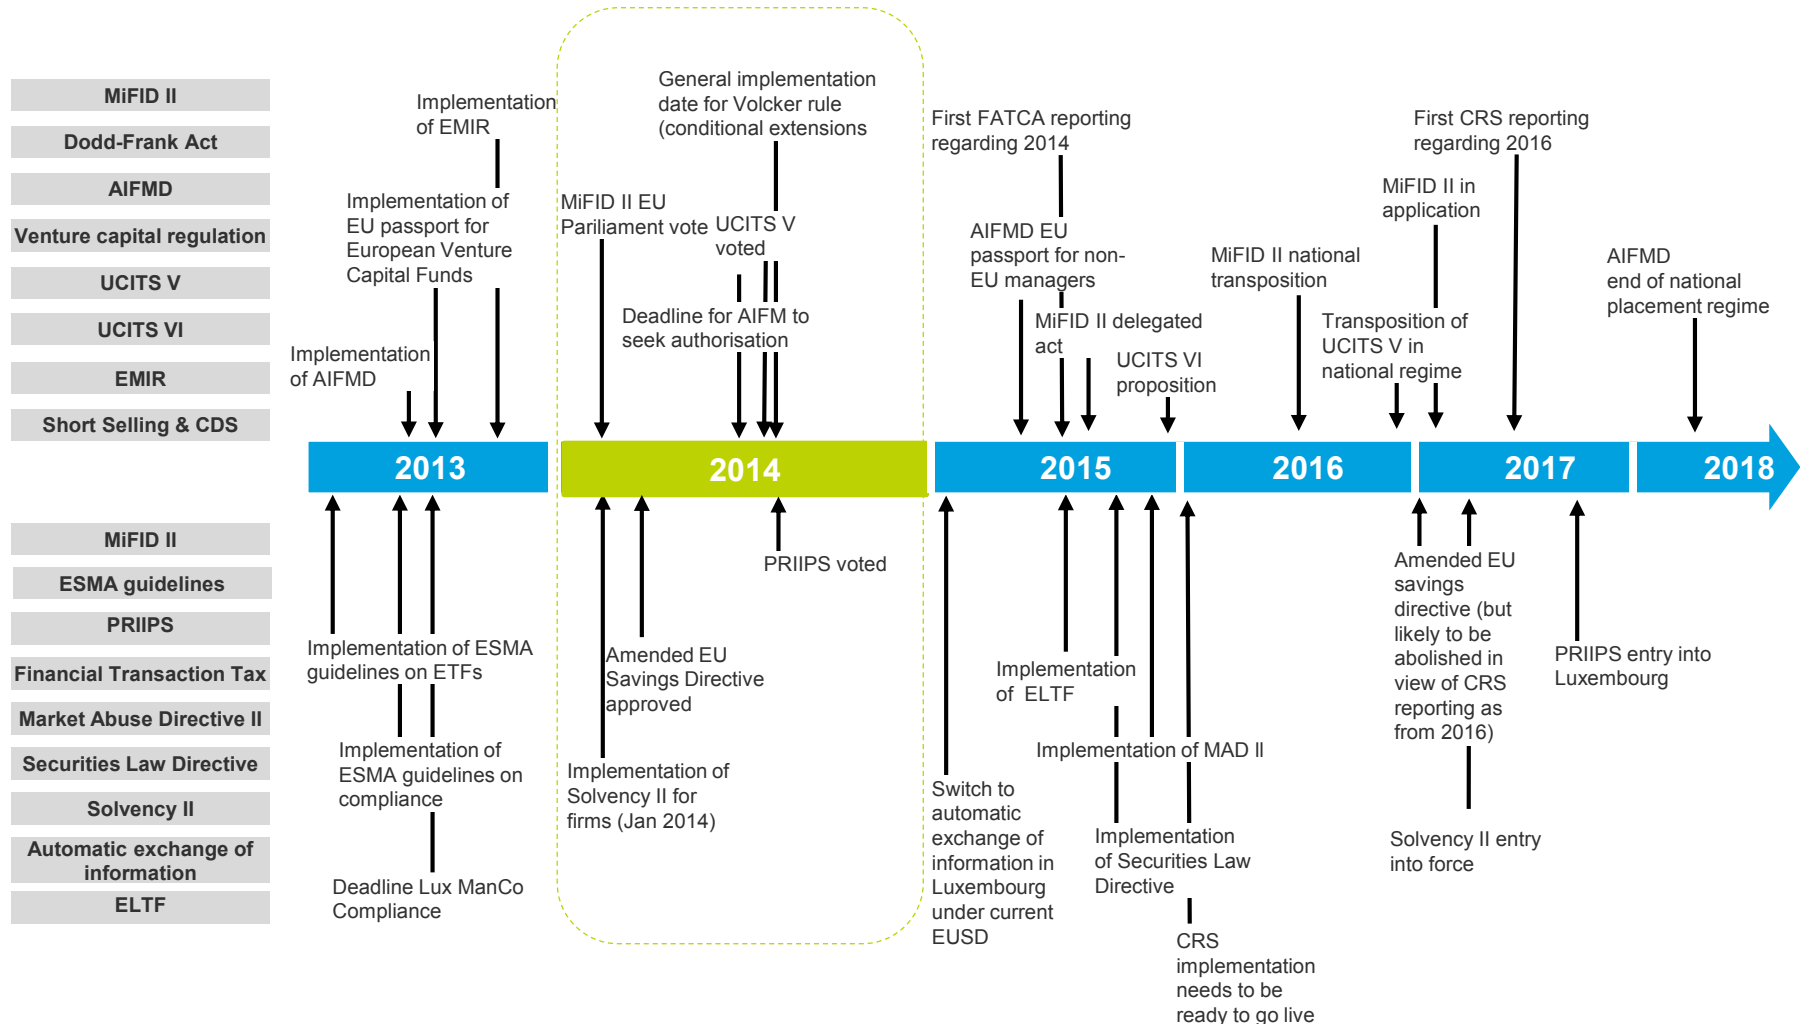 MiFID II
Dodd-Frank Act
AIFMD
Venture capital regulation
UCITS V
UCITS VI
EMIR
Short Selling & CDS
Implementation
of EMIR
Implementation of
EU passport for
European Venture
Capital Funds
Implementation
of AIFMD
General implementation
date for Volcker rule
(conditional extensions
MiFID II EU
Pariliament vote
UCITS V
voted
Deadline for AIFM to
seek authorisation
First FATCA reporting
regarding 2014
AIFMD EU
passport for non-
EU managers
MiFID II delegated
act
UCITS VI
proposition
First CRS reporting
regarding 2016
MiFID II in
application
MiFID II national
transposition
Transposition of
UCITS V in
national regime
AIFMD
end of national
placement regime
2013
2014
2015
2016
2017
2018
MiFID II
ESMA guidelines
PRIIPS
Financial Transaction Tax
Market Abuse Directive II
Securities Law Directive
Solvency II
Automatic exchange of
information
ELTF
Implementation of ESMA
guidelines on ETFs
Implementation of
ESMA guidelines on
compliance
Deadline Lux ManCo
Compliance
PRIIPS voted
Amended EU
Savings Directive
approved
Implementation of
Solvency II for
firms (Jan 2014)
Switch to
automatic
exchange of
information in
Luxembourg
under current
EUSD
Implementation
of ELTF
Implementation of MAD II
Implementation
of Securities Law
Directive
CRS
implementation
needs to be
ready to go live
Amended EU
savings
directive (but
likely to be
abolished in
view of CRS
reporting as
from 2016)
Solvency II entry
into force
PRIIPS entry into
Luxembourg